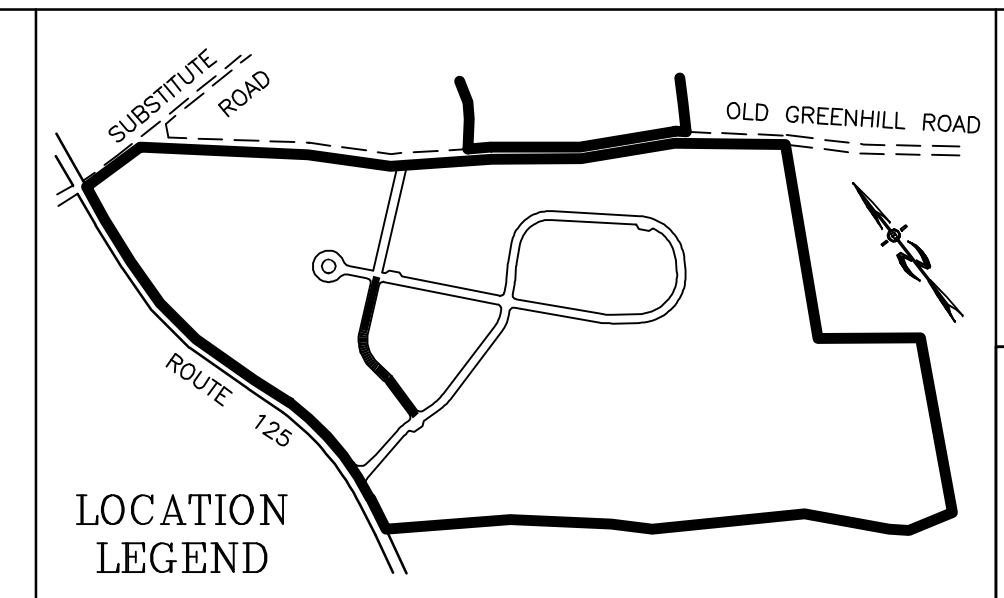 SUBSTITUTE
ROAD
OLD GREENHILL ROAD
ROUTE 125
LOCATION
LEGEND